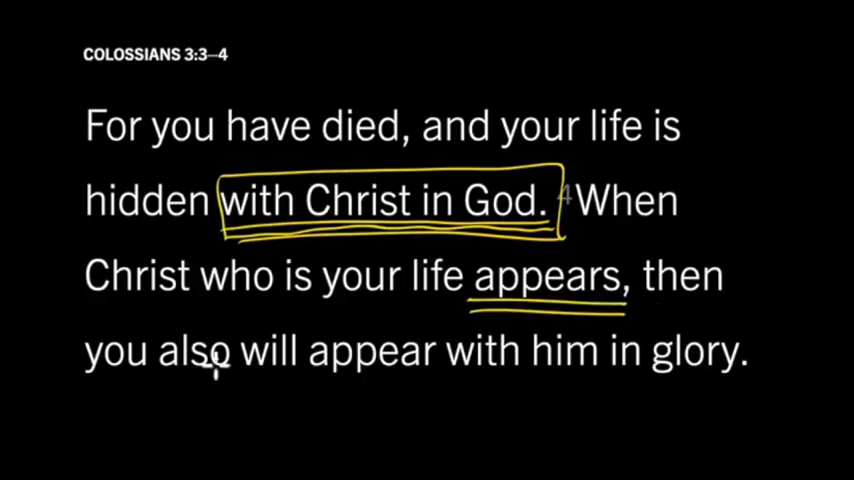 COLOSSIANS 3:3–4
For you have died, and your life is
hidden with Christ in God. 4 When
Christ who is your life appears, then
you also will appear with him in glory.